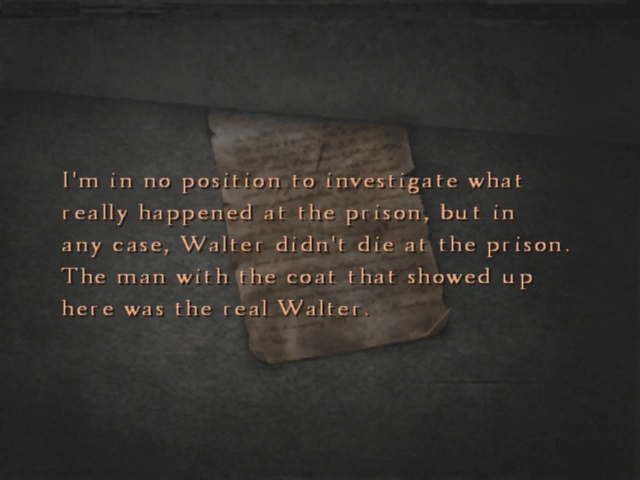 I'm in no position to investigate what
really happened at the prison, but in
any case, Walter didn't die at the prison.
The man with the coat that showed up
here was the real Walter.